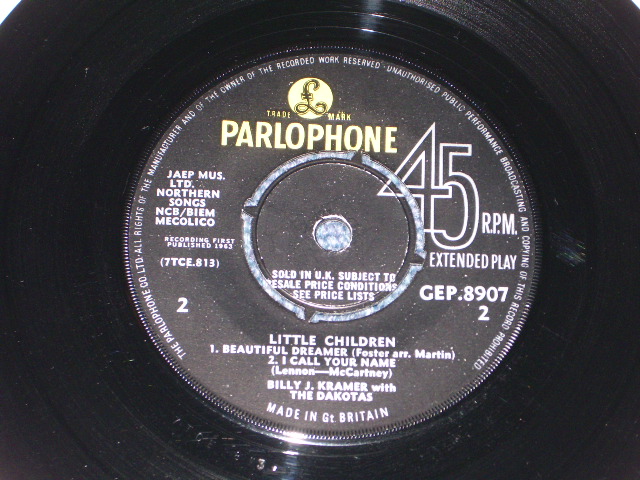 THE PARLOPHONE CO. LTD. ALL RIGHTS OF THE MANUFACTURER AND OF THE OWNER OF THE RECORDED WORK RESERVED · UNAUTHORISED PUBLIC PERFORMANCE BROADCASTING AND COPYING OF THIS RECORD PROHIBITED.
£
TRADE MARK
PARLOPHONE
45
R.P.M.
EXTENDED PLAY
JAEP MUS.
LTD.
NORTHERN
SONGS
NCB/BIEM
MECOLICO
RECORDING FIRST
PUBLISHED 1963
(7TCE.813)
SOLD IN U.K. SUBJECT TO
RESALE PRICE CONDITIONS
SEE PRICE LISTS
GEP.8907
2
2
LITTLE CHILDREN
1. BEAUTIFUL DREAMER (Foster arr. Martin)
2. I CALL YOUR NAME
(Lennon—McCartney)
BILLY J. KRAMER with
THE DAKOTAS
MADE IN Gt. BRITAIN